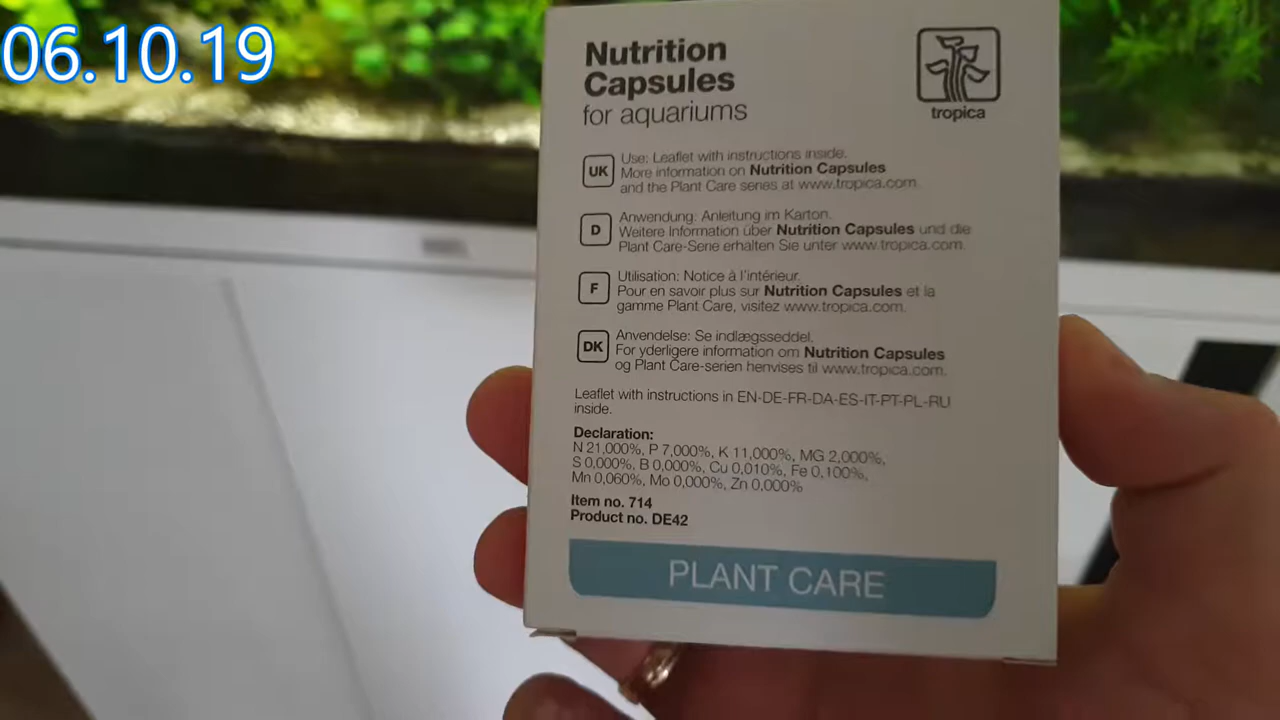 06.10.19
Nutrition
Capsules
for aquariums
tropica
UK
Use: Leaflet with instructions inside.
More information on Nutrition Capsules
and the Plant Care series at www.tropica.com.
D
Anwendung: Anleitung im Karton.
Weitere Information über Nutrition Capsules und die
Plant Care-Serie erhalten Sie unter www.tropica.com.
F
Utilisation: Notice à l'intérieur.
Pour en savoir plus sur Nutrition Capsules et la
gamme Plant Care, visitez www.tropica.com.
DK
Anvendelse: Se indlægsseddel.
For yderligere information om Nutrition Capsules
og Plant Care-serien henvises til www.tropica.com.
Leaflet with instructions in EN-DE-FR-DA-ES-IT-PT-PL-RU
inside.
Declaration:
N 21,000%, P 7,000%, K 11,000%, MG 2,000%,
S 0,000%, B 0,000%, Cu 0,010%, Fe 0,100%,
Mn 0,060%, Mo 0,000%, Zn 0,000%
Item no. 714
Product no. DE42
PLANT CARE